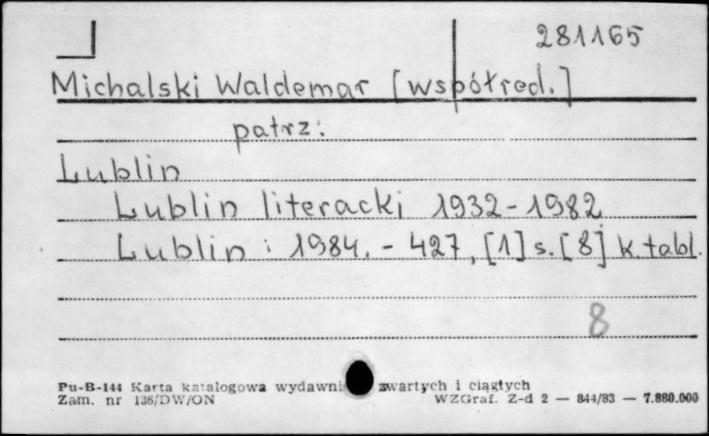 281165
Michalski Waldemar [współred.]
patrz:
Lublin
Lublin literacki 1932-1982
Lublin : 1984. - 427, [1] s. [8] k. tabl.
8
Pu-B-144 Karta katalogowa wydawni zwartych i ciągłych
Zam. nr 136/DW/ON WZGraf. Z-d 2 — 844/83 — 7.880.000